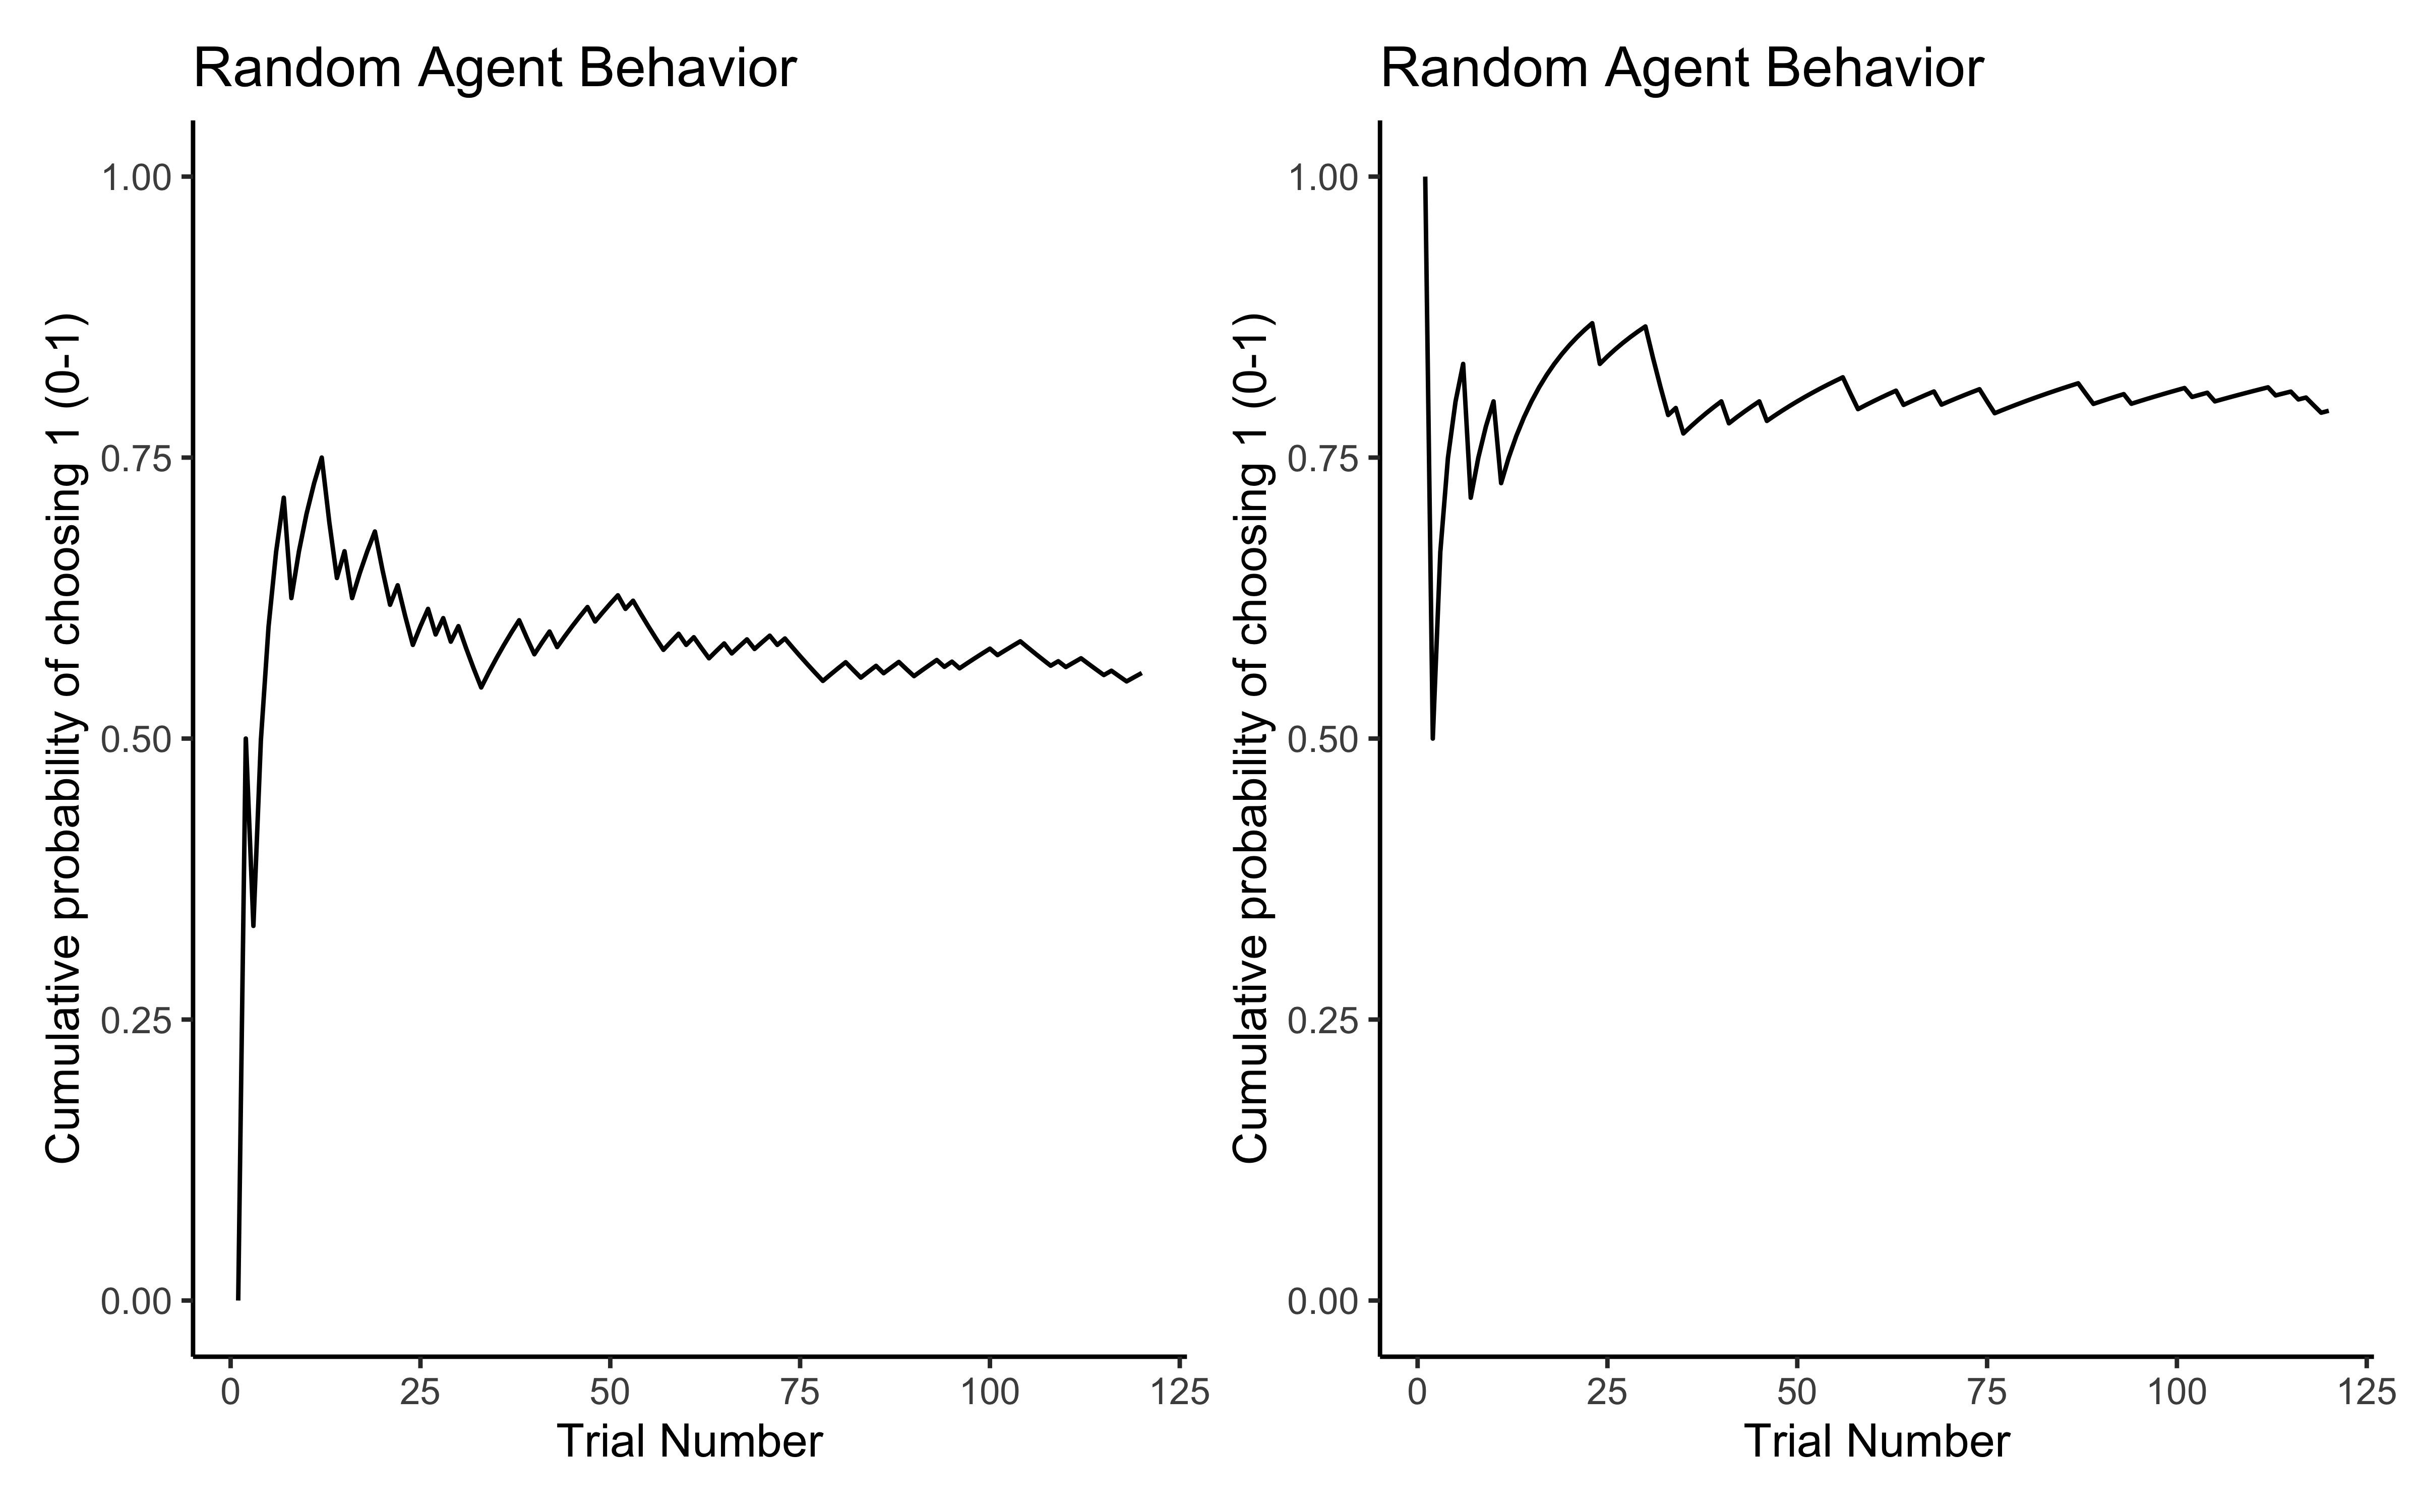 Random Agent Behavior
Cumulative probability of choosing 1 (0-1)
1.00
0.75
0.50
0.25
0.00
0 25 50 75 100 125
Trial Number
Random Agent Behavior
Cumulative probability of choosing 1 (0-1)
1.00
0.75
0.50
0.25
0.00
0 25 50 75 100 125
Trial Number